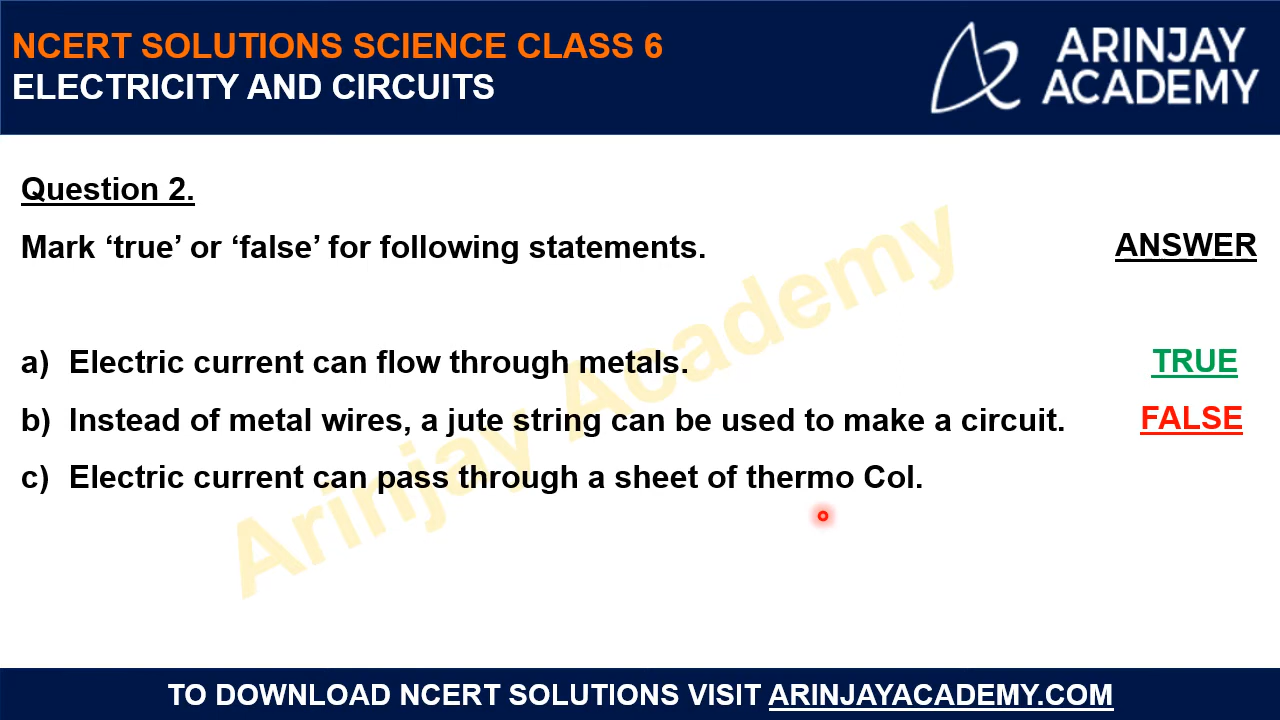 NCERT SOLUTIONS SCIENCE CLASS 6
ELECTRICITY AND CIRCUITS
ARINJAY
ACADEMY
Question 2.
Mark ‘true’ or ‘false’ for following statements.
ANSWER
a) Electric current can flow through metals.
TRUE
b) Instead of metal wires, a jute string can be used to make a circuit.
FALSE
c) Electric current can pass through a sheet of thermo Col.
Arinjay Academy
TO DOWNLOAD NCERT SOLUTIONS VISIT ARINJAYACADEMY.COM